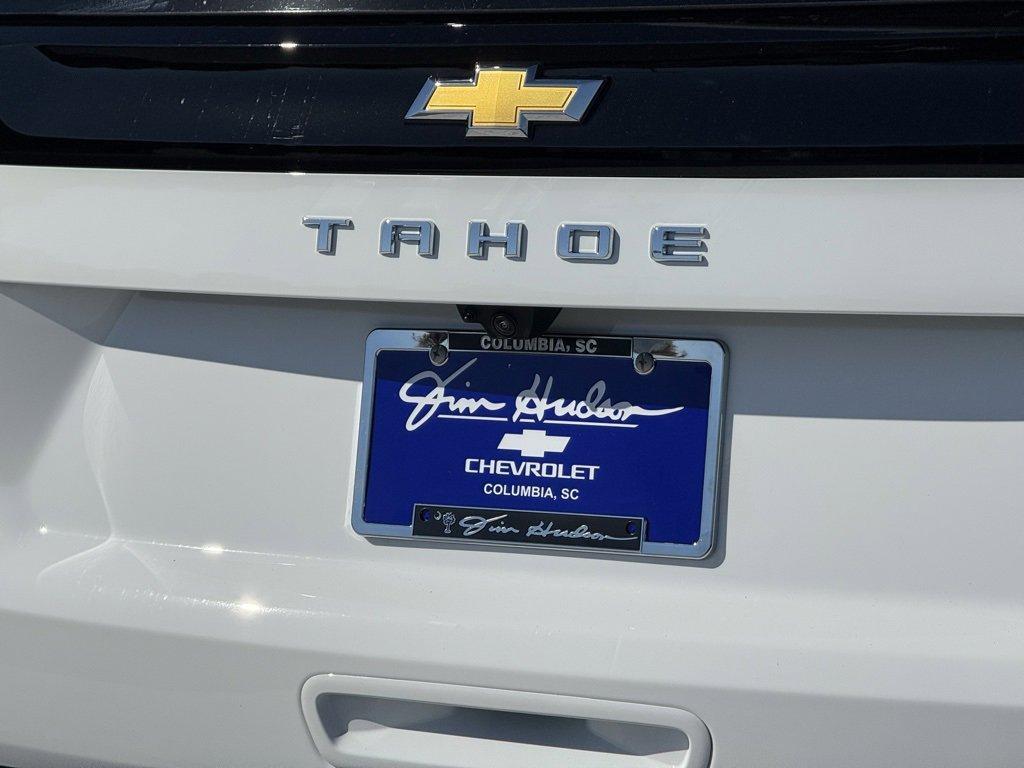 TAHOE
COLUMBIA, SC
Jim Hudson
CHEVROLET
COLUMBIA, SC
Jim Hudson